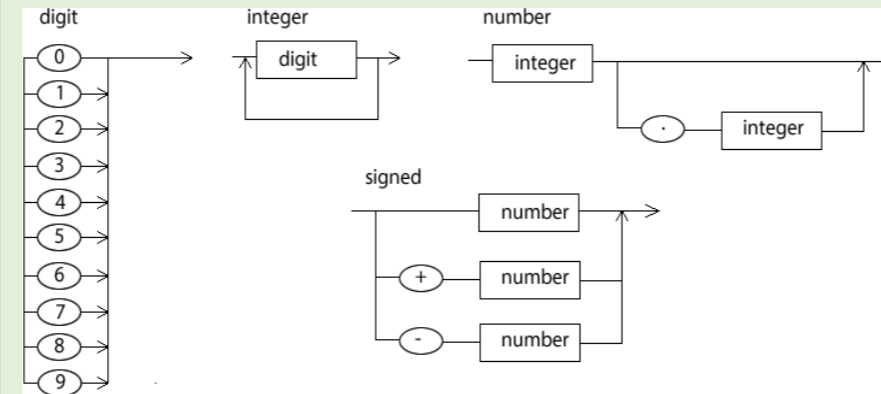 digit
integer
number
0
1
2
3
4
5
6
7
8
9
digit
integer
.
integer
signed
number
+
number
-
number